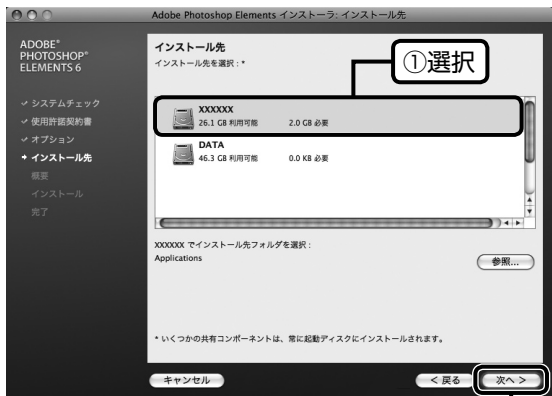 Adobe Photoshop Elements インストーラ: インストール先
ADOBE®
PHOTOSHOP®
ELEMENTS 6
システムチェック
使用許諾契約書
オプション
インストール先
概要
インストール
完了
インストール先
インストール先を選択 : *
①選択
XXXXXX
26.1 GB 利用可能 2.0 GB 必要
DATA
46.3 GB 利用可能 0.0 KB 必要
XXXXXX でインストール先フォルダを選択 :
Applications
参照...
* いくつかの共有コンポーネントは、常に起動ディスクにインストールされます。
キャンセル
< 戻る
次へ >